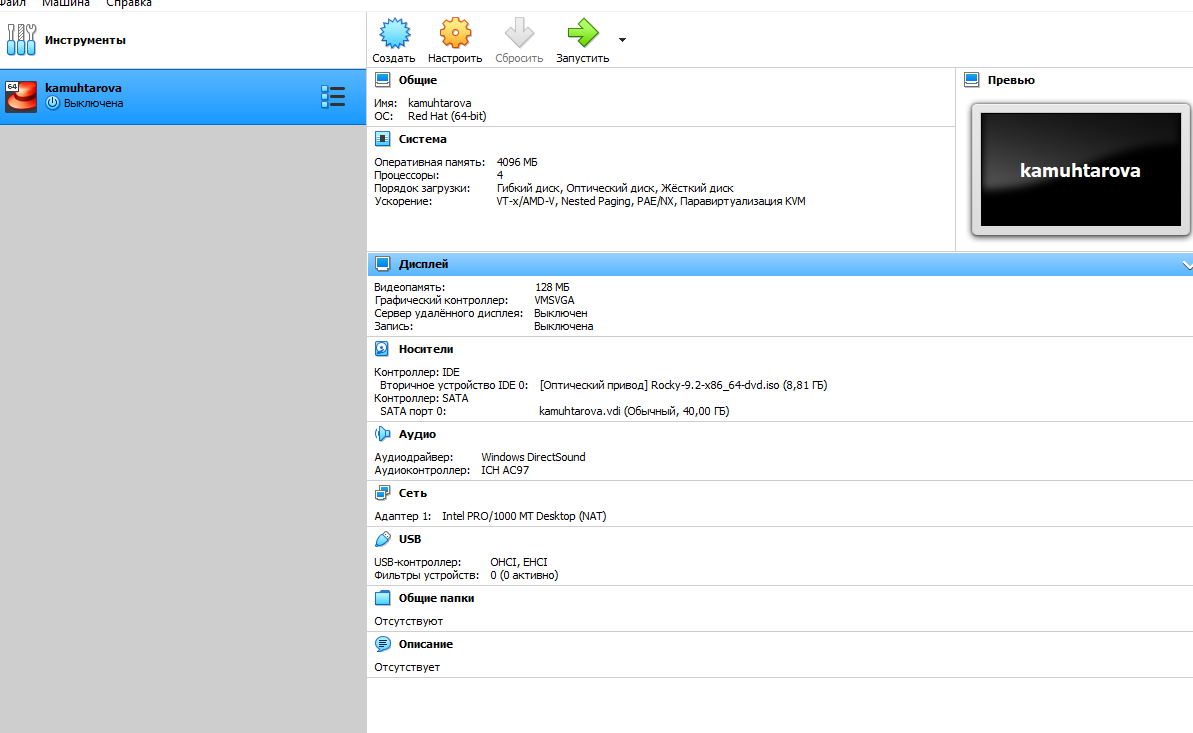 Файл Машина Справка
Инструменты
Создать Настроить Сбросить Запустить
64
kamuhtarova
Выключена
Общие
Имя: kamuhtarova
ОС: Red Hat (64-bit)
Превью
kamuhtarova
Система
Оперативная память: 4096 МБ
Процессоры: 4
Порядок загрузки: Гибкий диск, Оптический диск, Жёсткий диск
Ускорение: VT-x/AMD-V, Nested Paging, PAE/NX, Паравиртуализация KVM
Дисплей
Видеопамять: 128 МБ
Графический контроллер: VMSVGA
Сервер удалённого дисплея: Выключен
Запись: Выключена
Носители
Контроллер: IDE
Вторичное устройство IDE 0: [Оптический привод] Rocky-9.2-x86_64-dvd.iso (8,81 ГБ)
Контроллер: SATA
SATA порт 0: kamuhtarova.vdi (Обычный, 40,00 ГБ)
Аудио
Аудиодрайвер: Windows DirectSound
Аудиоконтроллер: ICH AC97
Сеть
Адаптер 1: Intel PRO/1000 MT Desktop (NAT)
USB
USB-контроллер: OHCI, EHCI
Фильтры устройств: 0 (0 активно)
Общие папки
Отсутствуют
Описание
Отсутствует